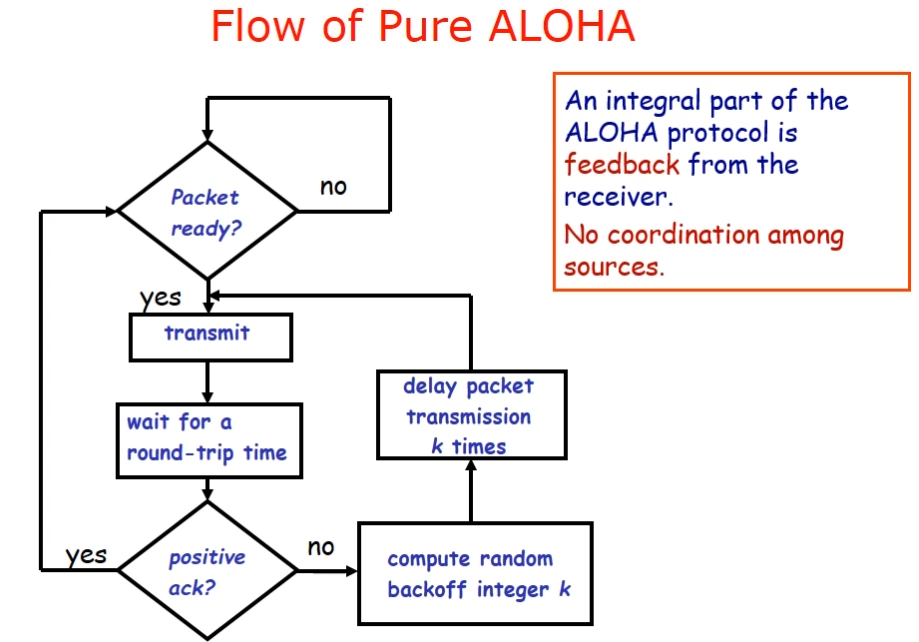 Flow of Pure ALOHA
An integral part of the
ALOHA protocol is
feedback from the
receiver.
No coordination among
sources.
Packet
ready?
no
yes
transmit
wait for a
round-trip time
delay packet
transmission
k times
positive
ack?
yes
no
compute random
backoff integer k